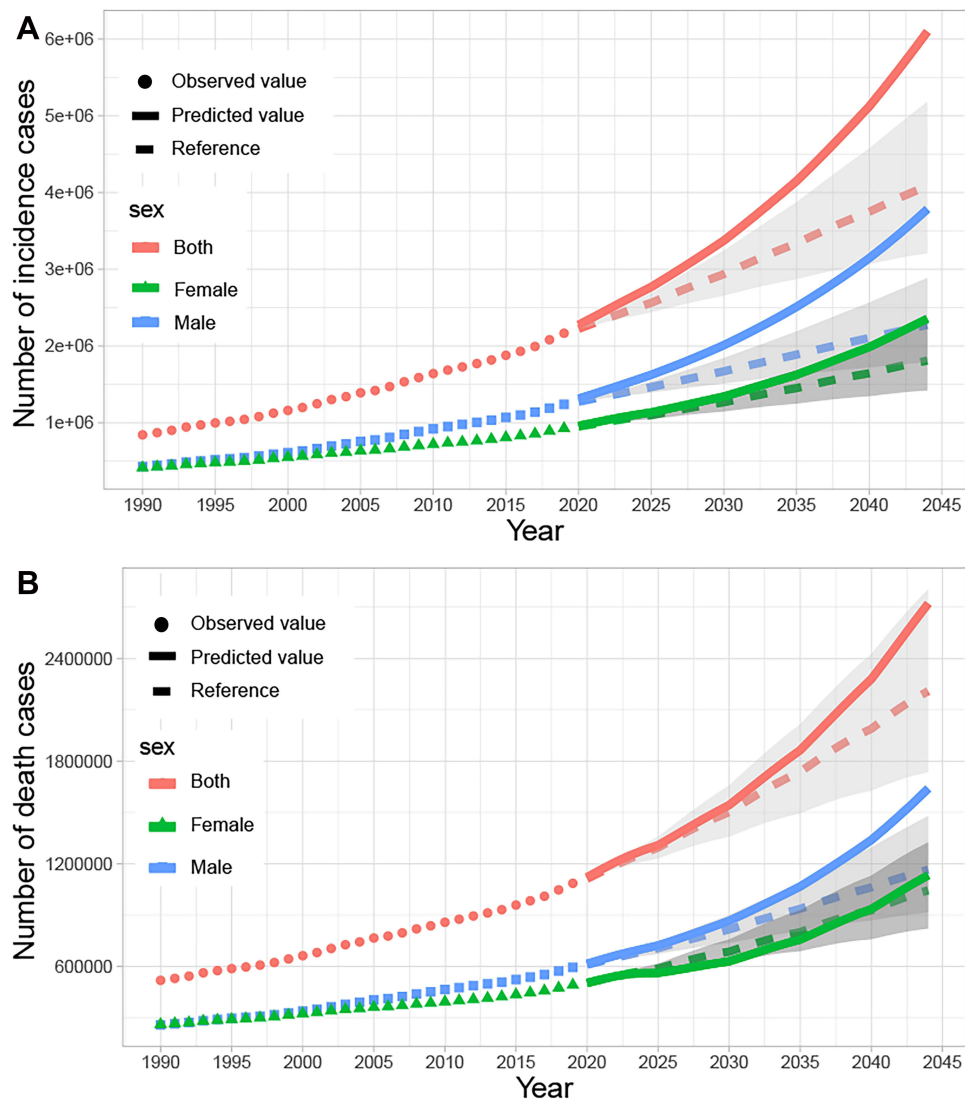 A
Number of incidence cases
6e+06
5e+06
4e+06
3e+06
2e+06
1e+06
Observed value
Predicted value
Reference
sex
Both
Female
Male
1990 1995 2000 2005 2010 2015 2020 2025 2030 2035 2040 2045
Year
B
Number of death cases
2400000
1800000
1200000
600000
Observed value
Predicted value
Reference
sex
Both
Female
Male
1990 1995 2000 2005 2010 2015 2020 2025 2030 2035 2040 2045
Year